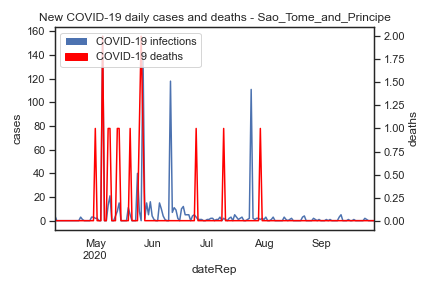 New COVID-19 daily cases and deaths - Sao_Tome_and_Principe
COVID-19 infections
COVID-19 deaths
160
140
120
100
80
60
40
20
0
cases
2.00
1.75
1.50
1.25
1.00
0.75
0.50
0.25
0.00
deaths
May
2020
Jun
Jul
Aug
Sep
dateRep